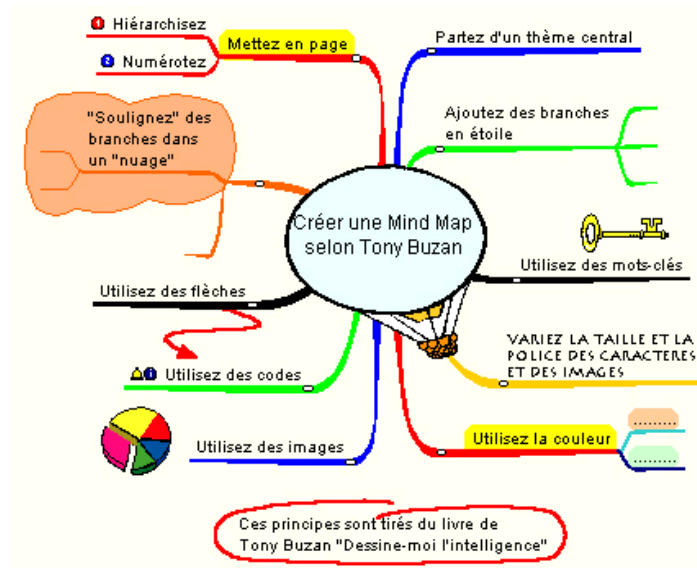 1 Hiérarchisez
Mettez en page
2 Numérotez
Partez d'un thème central
"Soulignez" des
branches dans
un "nuage"
Ajoutez des branches
en étoile
Créer une Mind Map
selon Tony Buzan
Utilisez des mots-clés
Utilisez des flèches
VARIEZ LA TAILLE ET LA
POLICE DES CARACTERES
ET DES IMAGES
Utilisez des codes
Utilisez la couleur
.........
.........
Utilisez des images
Ces principes sont tirés du livre de
Tony Buzan "Dessine-moi l'intelligence"